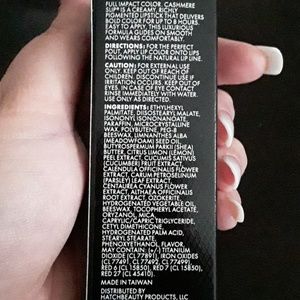 FULL IMPACT COLOR. CASHMERE
SLIP® IS A CREAMY, RICHLY
PIGMENTED LIPSTICK THAT DELIVERS
BOLD COLOR FOR UP TO 8 HOURS.
EASY TO APPLY, THIS LUXURIOUS
FORMULA GLIDES ON SMOOTH
AND WEARS COMFORTABLY.
DIRECTIONS: FOR THE PERFECT
POUT, APPLY LIP COLOR ONTO LIPS
FOLLOWING THE NATURAL LIP LINE.
CAUTION: FOR EXTERNAL USE
ONLY. KEEP OUT OF REACH OF
CHILDREN. DISCONTINUE USE IF
IRRITATION OCCURS. KEEP OUT OF
EYES. IN CASE OF EYE CONTACT
RINSE IMMEDIATELY WITH WATER.
USE ONLY AS DIRECTED.
INGREDIENTS: ETHYLHEXYL
PALMITATE, DIISOSTEARYL MALATE,
ISONONYL ISONONANOATE,
PARAFFIN, MICROCRYSTALLINE
WAX, POLYBUTENE, PEG-8
BEESWAX, LIMNANTHES ALBA
(MEADOWFOAM) SEED OIL,
BUTYROSPERMUM PARKII (SHEA)
BUTTER, CITRUS LIMON (LEMON)
PEEL EXTRACT, CUCUMIS SATIVUS
(CUCUMBER) FRUIT EXTRACT,
CALENDULA OFFICINALIS FLOWER
EXTRACT, CARUM PETROSELINUM
(PARSLEY) LEAF EXTRACT,
CENTAUREA CYANUS FLOWER
EXTRACT, ALTHAEA OFFICINALIS
ROOT EXTRACT, OZOKERITE,
HYDROGENATED VEGETABLE OIL,
BEESWAX, TOCOPHERYL ACETATE,
ORYZANOL, MICA,
CAPRYLIC/CAPRIC TRIGLYCERIDE,
CETYL DIMETHICONE,
HYDROGENATED PALM ACID,
STEARYL STEARATE,
PHENOXYETHANOL, FLAVOR,
MAY CONTAIN: (+/-) TITANIUM
DIOXIDE (CI 77891), IRON OXIDES
(CI 77491, CI 77492, CI 77499),
RED 6 (CI 15850), RED 7 (CI 15850),
RED 27 (CI 45410).
MADE IN TAIWAN
DISTRIBUTED BY
HATCHBEAUTY PRODUCTS, LLC